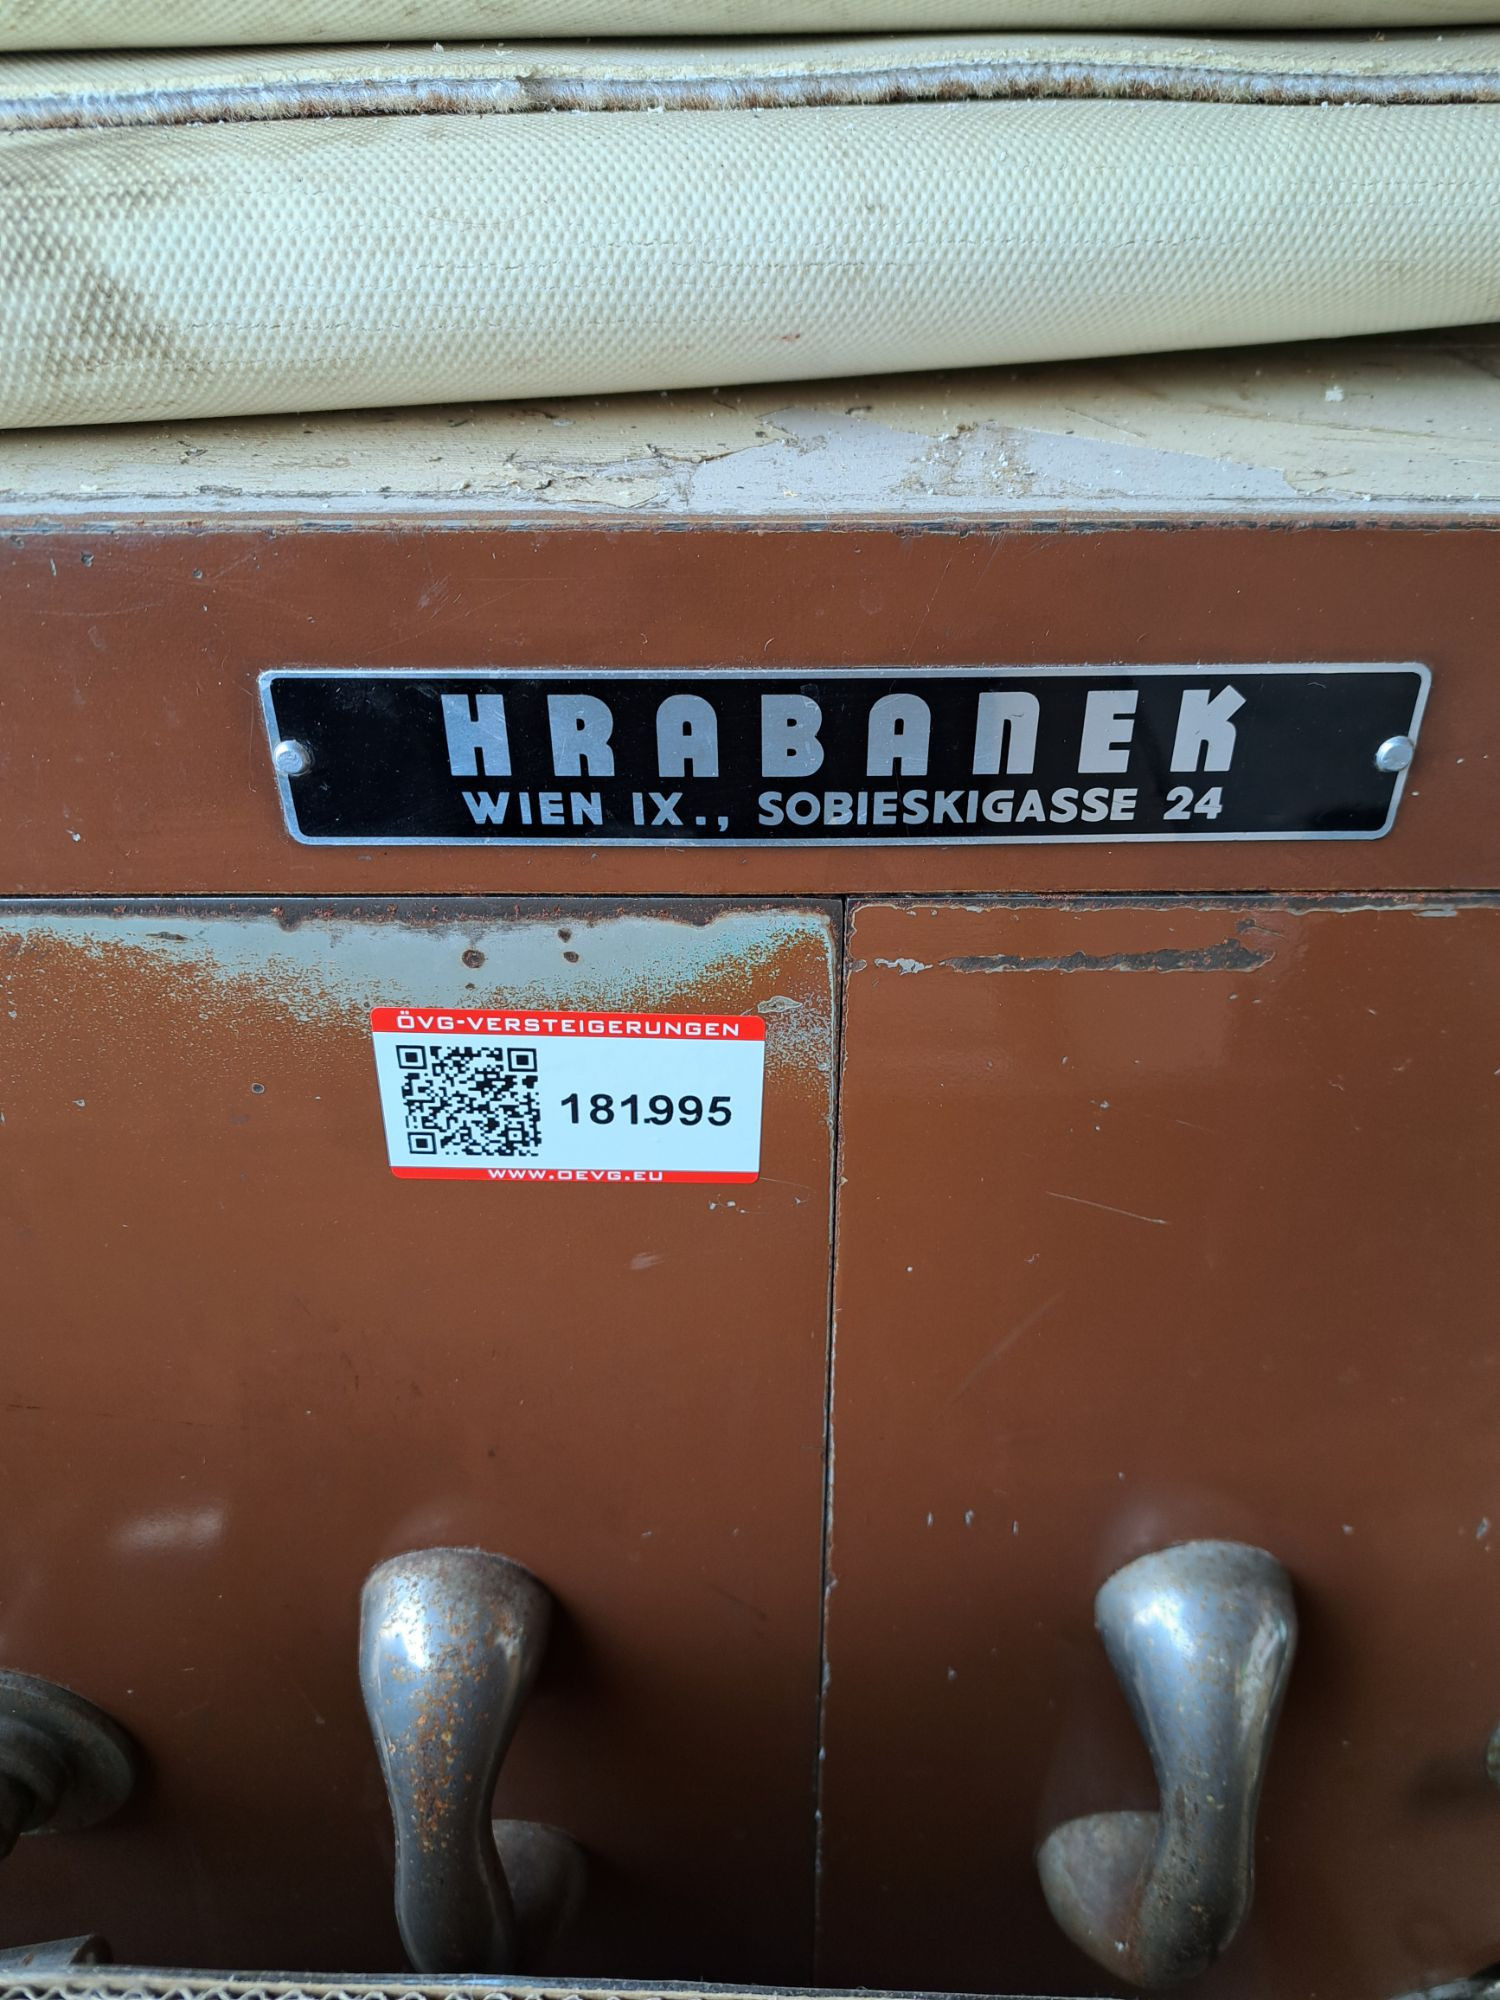 HRABANEK
WIEN IX., SOBIESKIGASSE 24
ÖVG-VERSTEIGERUNGEN
181.995
WWW.OEVG.EU